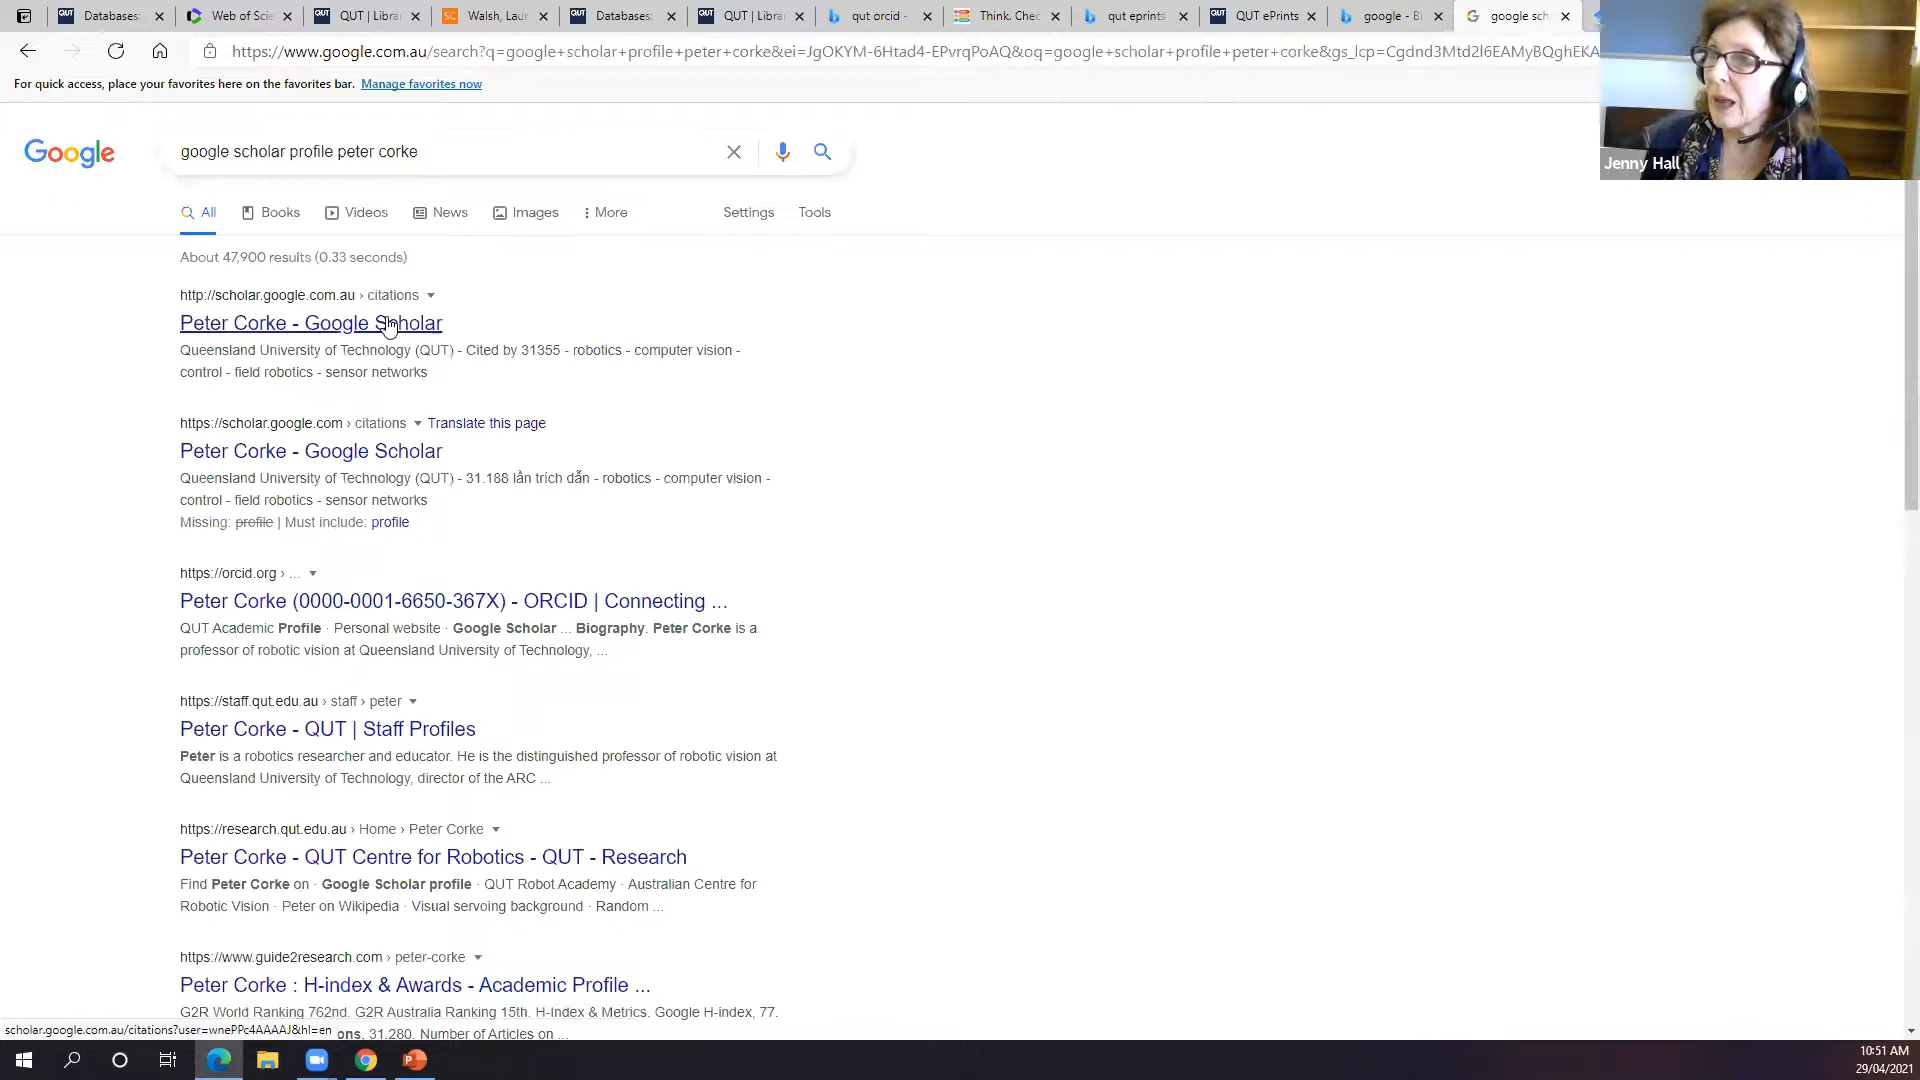 Databases:
Web of Scie
QUT | Librar
Walsh, Laur
Databases:
QUT | Librar
qut orcid -
Think. Chec
qut eprints
QUT ePrints
google - Bi
google sch
https://www.google.com.au/search?q=google+scholar+profile+peter+corke&ei=JgOKYM-6Htad4-EPvrqPoAQ&oq=google+scholar+profile+peter+corke&gs_lcp=Cgdnd3Mtd2l6EAMyBQghEKA
For quick access, place your favorites here on the favorites bar. Manage favorites now
Jenny Hall
Google
google scholar profile peter corke
All Books Videos News Images More Settings Tools
About 47,900 results (0.33 seconds)
http://scholar.google.com.au › citations
Peter Corke - Google Scholar
Queensland University of Technology (QUT) - Cited by 31355 - robotics - computer vision -
control - field robotics - sensor networks
https://scholar.google.com › citations Translate this page
Peter Corke - Google Scholar
Queensland University of Technology (QUT) - 31.188 lần trích dẫn - robotics - computer vision -
control - field robotics - sensor networks
Missing: profile | Must include: profile
https://orcid.org › ...
Peter Corke (0000-0001-6650-367X) - ORCID | Connecting ...
QUT Academic Profile · Personal website · Google Scholar ... Biography. Peter Corke is a
professor of robotic vision at Queensland University of Technology, ...
https://staff.qut.edu.au › staff › peter
Peter Corke - QUT | Staff Profiles
Peter is a robotics researcher and educator. He is the distinguished professor of robotic vision at
Queensland University of Technology, director of the ARC ...
https://research.qut.edu.au › Home › Peter Corke
Peter Corke - QUT Centre for Robotics - QUT - Research
Find Peter Corke on · Google Scholar profile · QUT Robot Academy · Australian Centre for
Robotic Vision · Peter on Wikipedia · Visual servoing background · Random ...
https://www.guide2research.com › peter-corke
Peter Corke : H-index & Awards - Academic Profile ...
G2R World Ranking 762nd. G2R Australia Ranking 15th. H-Index & Metrics. Google H-index, 77.
scholar.google.com.au/citations?user=wnePPc4AAAAJ&hl=en
ons, 31,280. Number of Articles on ...
10:51 AM
29/04/2021